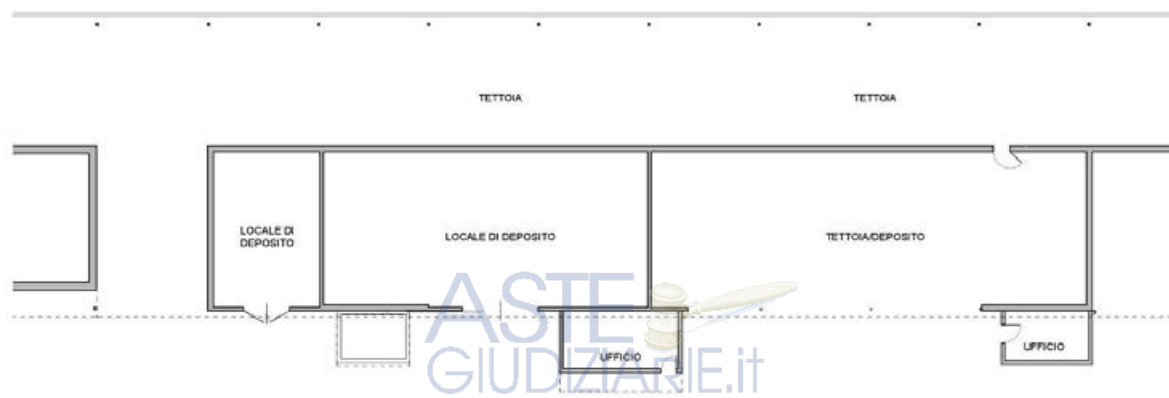 TETTOIA
TETTOIA
LOCALE DI
DEPOSITO
LOCALE DI DEPOSITO
TETTOIA/DEPOSITO
ASTE
GIUDIZIARIE.it
UFFICIO
UFFICIO